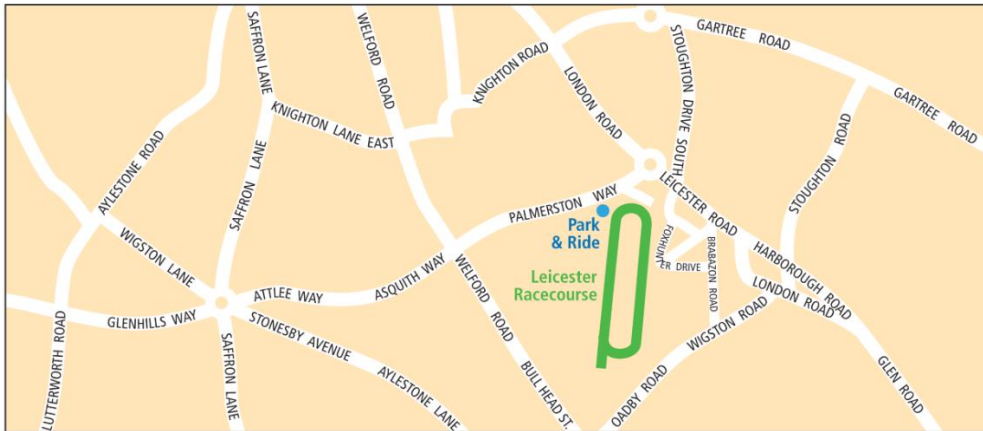 SAFFRON LANE
WELFORD ROAD
KNIGHTON ROAD
GARTREE ROAD
STOUGHTON DRIVE SOUTH
LONDON ROAD
GARTREE ROAD
KNIGHTON LANE EAST
AYLESTONE ROAD
SAFFRON LANE
STOUGHTON ROAD
LEICESTER ROAD
PALMERSTON WAY
Park
& Ride
WIGSTON LANE
FOXHUNT
ER DRIVE
BRABAZON ROAD
HARBOROUGH ROAD
LONDON ROAD
Leicester
Racecourse
ASQUITH WAY
ATTLEE WAY
WELFORD ROAD
GLENHILLS WAY
STONESBY AVENUE
WIGSTON ROAD
LUTTERWORTH ROAD
SAFFRON LANE
AYLESTONE LANE
BULL HEAD ST.
OADBY ROAD
GLEN ROAD